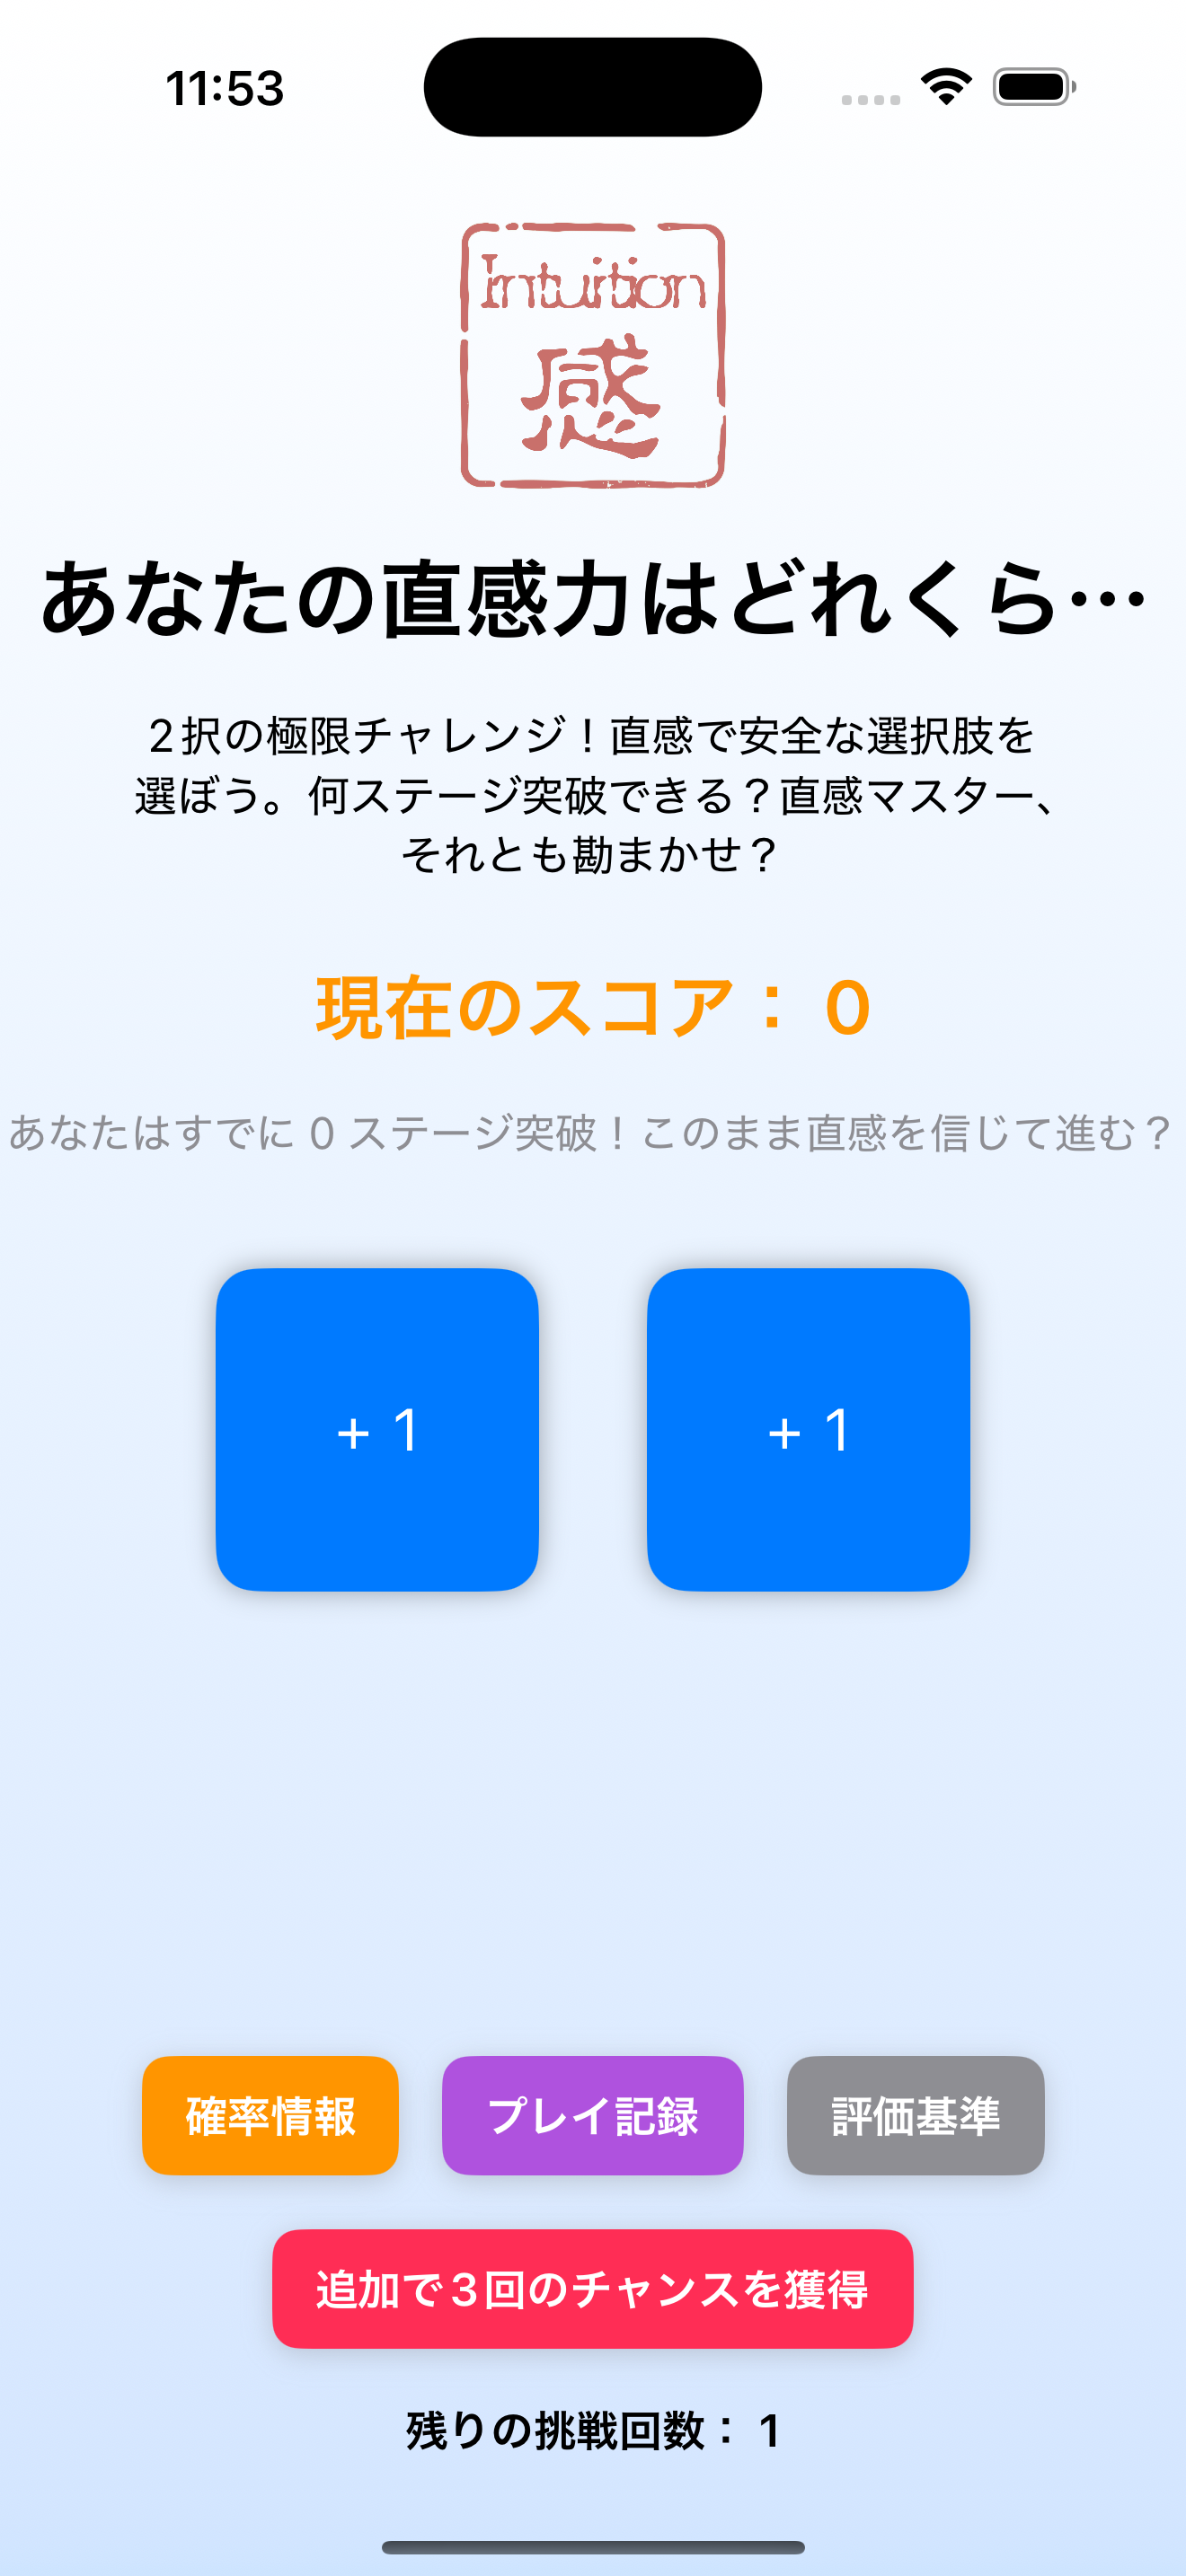 11:53
Intuition
感
あなたの直感力はどれくら…
2択の極限チャレンジ！直感で安全な選択肢を
選ぼう。何ステージ突破できる？直感マスター、
それとも勘まかせ？
現在のスコア： 0
あなたはすでに 0 ステージ突破！このまま直感を信じて進む？
+ 1
+ 1
確率情報
プレイ記録
評価基準
追加で3回のチャンスを獲得
残りの挑戦回数： 1